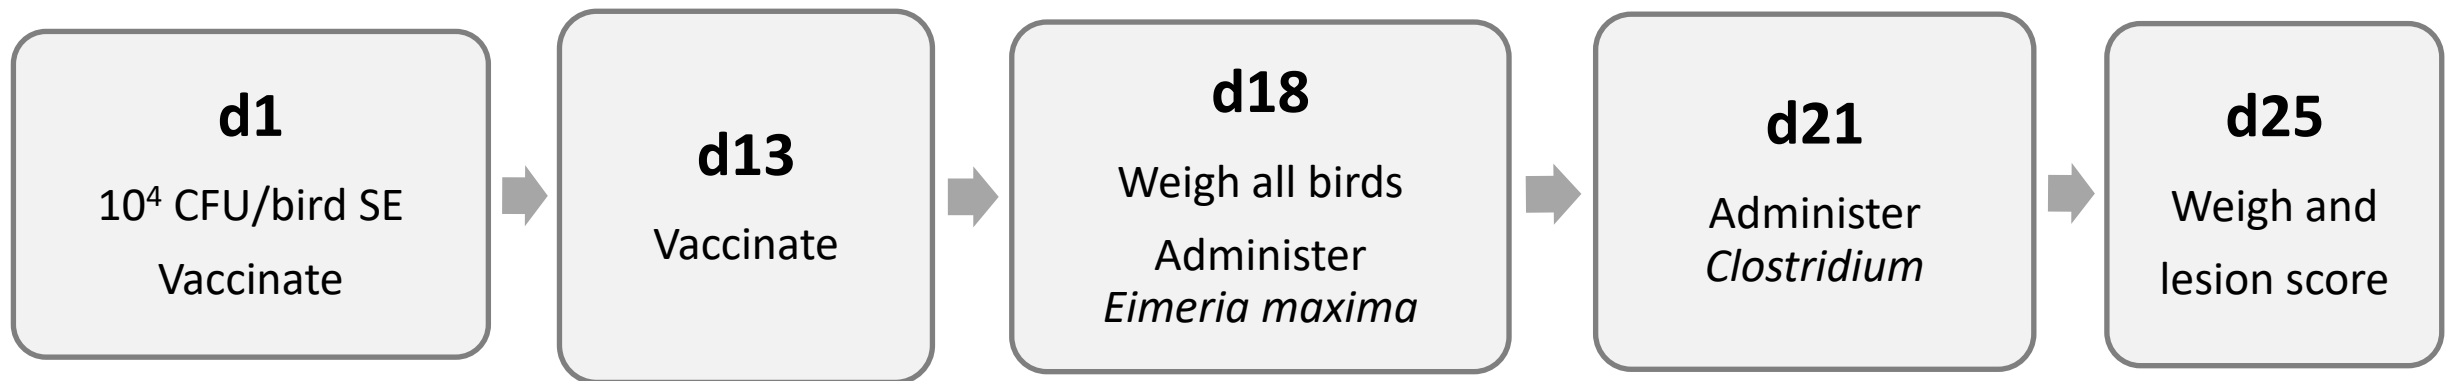 d1
10⁴ CFU/bird SE
Vaccinate
d13
Vaccinate
d18
Weigh all birds
Administer
Eimeria maxima
d21
Administer
Clostridium
d25
Weigh and
lesion score